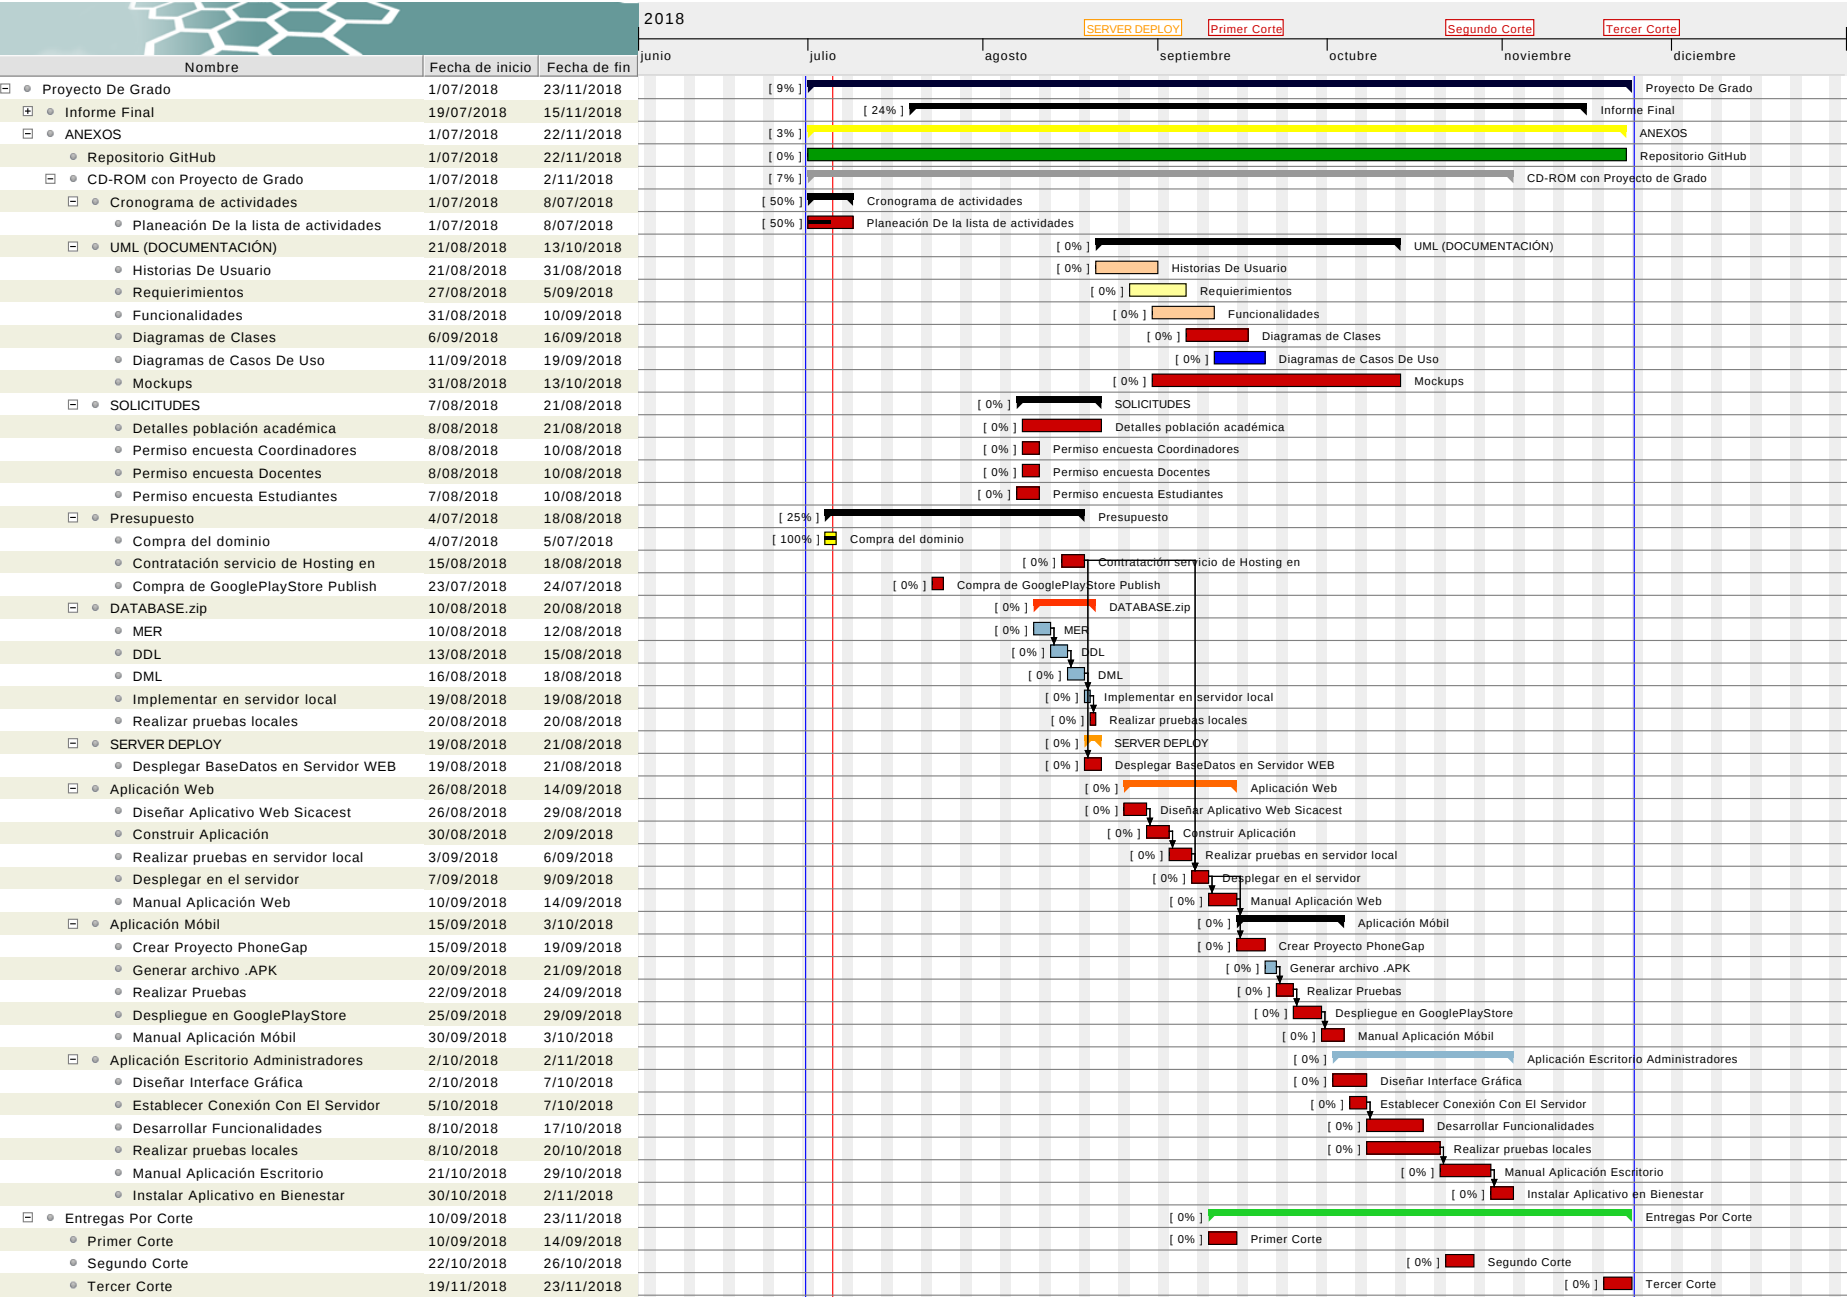 2018
SERVER DEPLOY Primer Corte Segundo Corte Tercer Corte
junio julio agosto septiembre octubre noviembre diciembre
Nombre Fecha de inicio Fecha de fin
Proyecto De Grado 1/07/2018 23/11/2018 [ 9% ] Proyecto De Grado
Informe Final 19/07/2018 15/11/2018 [ 24% ] Informe Final
ANEXOS 1/07/2018 22/11/2018 [ 3% ] ANEXOS
Repositorio GitHub 1/07/2018 22/11/2018 [ 0% ] Repositorio GitHub
CD-ROM con Proyecto de Grado 1/07/2018 2/11/2018 [ 7% ] CD-ROM con Proyecto de Grado
Cronograma de actividades 1/07/2018 8/07/2018 [ 50% ] Cronograma de actividades
Planeación De la lista de actividades 1/07/2018 8/07/2018 [ 50% ] Planeación De la lista de actividades
UML (DOCUMENTACIÓN) 21/08/2018 13/10/2018 [ 0% ] UML (DOCUMENTACIÓN)
Historias De Usuario 21/08/2018 31/08/2018 [ 0% ] Historias De Usuario
Requierimientos 27/08/2018 5/09/2018 [ 0% ] Requierimientos
Funcionalidades 31/08/2018 10/09/2018 [ 0% ] Funcionalidades
Diagramas de Clases 6/09/2018 16/09/2018 [ 0% ] Diagramas de Clases
Diagramas de Casos De Uso 11/09/2018 19/09/2018 [ 0% ] Diagramas de Casos De Uso
Mockups 31/08/2018 13/10/2018 [ 0% ] Mockups
SOLICITUDES 7/08/2018 21/08/2018 [ 0% ] SOLICITUDES
Detalles población académica 8/08/2018 21/08/2018 [ 0% ] Detalles población académica
Permiso encuesta Coordinadores 8/08/2018 10/08/2018 [ 0% ] Permiso encuesta Coordinadores
Permiso encuesta Docentes 8/08/2018 10/08/2018 [ 0% ] Permiso encuesta Docentes
Permiso encuesta Estudiantes 7/08/2018 10/08/2018 [ 0% ] Permiso encuesta Estudiantes
Presupuesto 4/07/2018 18/08/2018 [ 25% ] Presupuesto
Compra del dominio 4/07/2018 5/07/2018 [ 100% ] Compra del dominio
Contratación servicio de Hosting en 15/08/2018 18/08/2018 [ 0% ] Contratación servicio de Hosting en
Compra de GooglePlayStore Publish 23/07/2018 24/07/2018 [ 0% ] Compra de GooglePlayStore Publish
DATABASE.zip 10/08/2018 20/08/2018 [ 0% ] DATABASE.zip
MER 10/08/2018 12/08/2018 [ 0% ] MER
DDL 13/08/2018 15/08/2018 [ 0% ] DDL
DML 16/08/2018 18/08/2018 [ 0% ] DML
Implementar en servidor local 19/08/2018 19/08/2018 [ 0% ] Implementar en servidor local
Realizar pruebas locales 20/08/2018 20/08/2018 [ 0% ] Realizar pruebas locales
SERVER DEPLOY 19/08/2018 21/08/2018 [ 0% ] SERVER DEPLOY
Desplegar BaseDatos en Servidor WEB 19/08/2018 21/08/2018 [ 0% ] Desplegar BaseDatos en Servidor WEB
Aplicación Web 26/08/2018 14/09/2018 [ 0% ] Aplicación Web
Diseñar Aplicativo Web Sicacest 26/08/2018 29/08/2018 [ 0% ] Diseñar Aplicativo Web Sicacest
Construir Aplicación 30/08/2018 2/09/2018 [ 0% ] Construir Aplicación
Realizar pruebas en servidor local 3/09/2018 6/09/2018 [ 0% ] Realizar pruebas en servidor local
Desplegar en el servidor 7/09/2018 9/09/2018 [ 0% ] Desplegar en el servidor
Manual Aplicación Web 10/09/2018 14/09/2018 [ 0% ] Manual Aplicación Web
Aplicación Móbil 15/09/2018 3/10/2018 [ 0% ] Aplicación Móbil
Crear Proyecto PhoneGap 15/09/2018 19/09/2018 [ 0% ] Crear Proyecto PhoneGap
Generar archivo .APK 20/09/2018 21/09/2018 [ 0% ] Generar archivo .APK
Realizar Pruebas 22/09/2018 24/09/2018 [ 0% ] Realizar Pruebas
Despliegue en GooglePlayStore 25/09/2018 29/09/2018 [ 0% ] Despliegue en GooglePlayStore
Manual Aplicación Móbil 30/09/2018 3/10/2018 [ 0% ] Manual Aplicación Móbil
Aplicación Escritorio Administradores 2/10/2018 2/11/2018 [ 0% ] Aplicación Escritorio Administradores
Diseñar Interface Gráfica 2/10/2018 7/10/2018 [ 0% ] Diseñar Interface Gráfica
Establecer Conexión Con El Servidor 5/10/2018 7/10/2018 [ 0% ] Establecer Conexión Con El Servidor
Desarrollar Funcionalidades 8/10/2018 17/10/2018 [ 0% ] Desarrollar Funcionalidades
Realizar pruebas locales 8/10/2018 20/10/2018 [ 0% ] Realizar pruebas locales
Manual Aplicación Escritorio 21/10/2018 29/10/2018 [ 0% ] Manual Aplicación Escritorio
Instalar Aplicativo en Bienestar 30/10/2018 2/11/2018 [ 0% ] Instalar Aplicativo en Bienestar
Entregas Por Corte 10/09/2018 23/11/2018 [ 0% ] Entregas Por Corte
Primer Corte 10/09/2018 14/09/2018 [ 0% ] Primer Corte
Segundo Corte 22/10/2018 26/10/2018 [ 0% ] Segundo Corte
Tercer Corte 19/11/2018 23/11/2018 [ 0% ] Tercer Corte